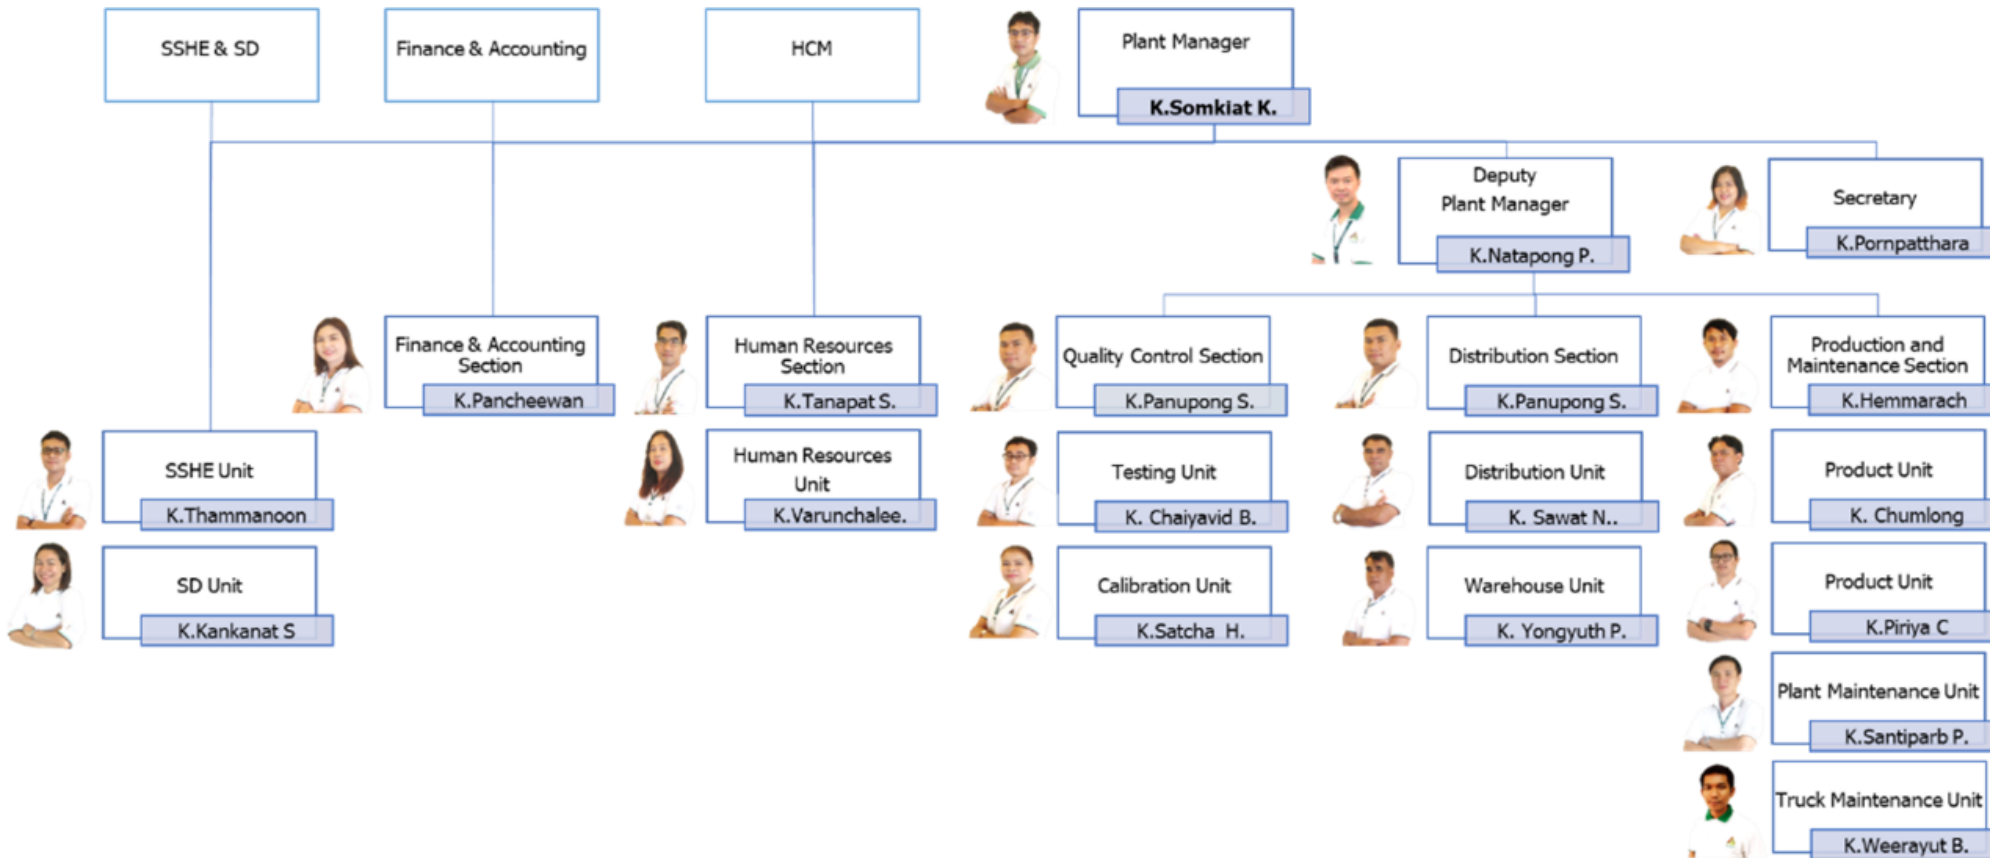 SSHE & SD
Finance & Accounting
HCM
Plant Manager
K.Somkiat K.
Deputy
Plant Manager
K.Natapong P.
Secretary
K.Pornpatthara
Finance & Accounting
Section
K.Pancheewan
Human Resources
Section
K.Tanapat S.
Quality Control Section
K.Panupong S.
Distribution Section
K.Panupong S.
Production and
Maintenance Section
K.Hemmarach
SSHE Unit
K.Thammanoon
Human Resources
Unit
K.Varunchalee.
Testing Unit
K. Chaiyavid B.
Distribution Unit
K. Sawat N..
Product Unit
K. Chumlong
SD Unit
K.Kankanat S
Calibration Unit
K.Satcha H.
Warehouse Unit
K. Yongyuth P.
Product Unit
K.Piriya C
Plant Maintenance Unit
K.Santiparb P.
Truck Maintenance Unit
K.Weerayut B.